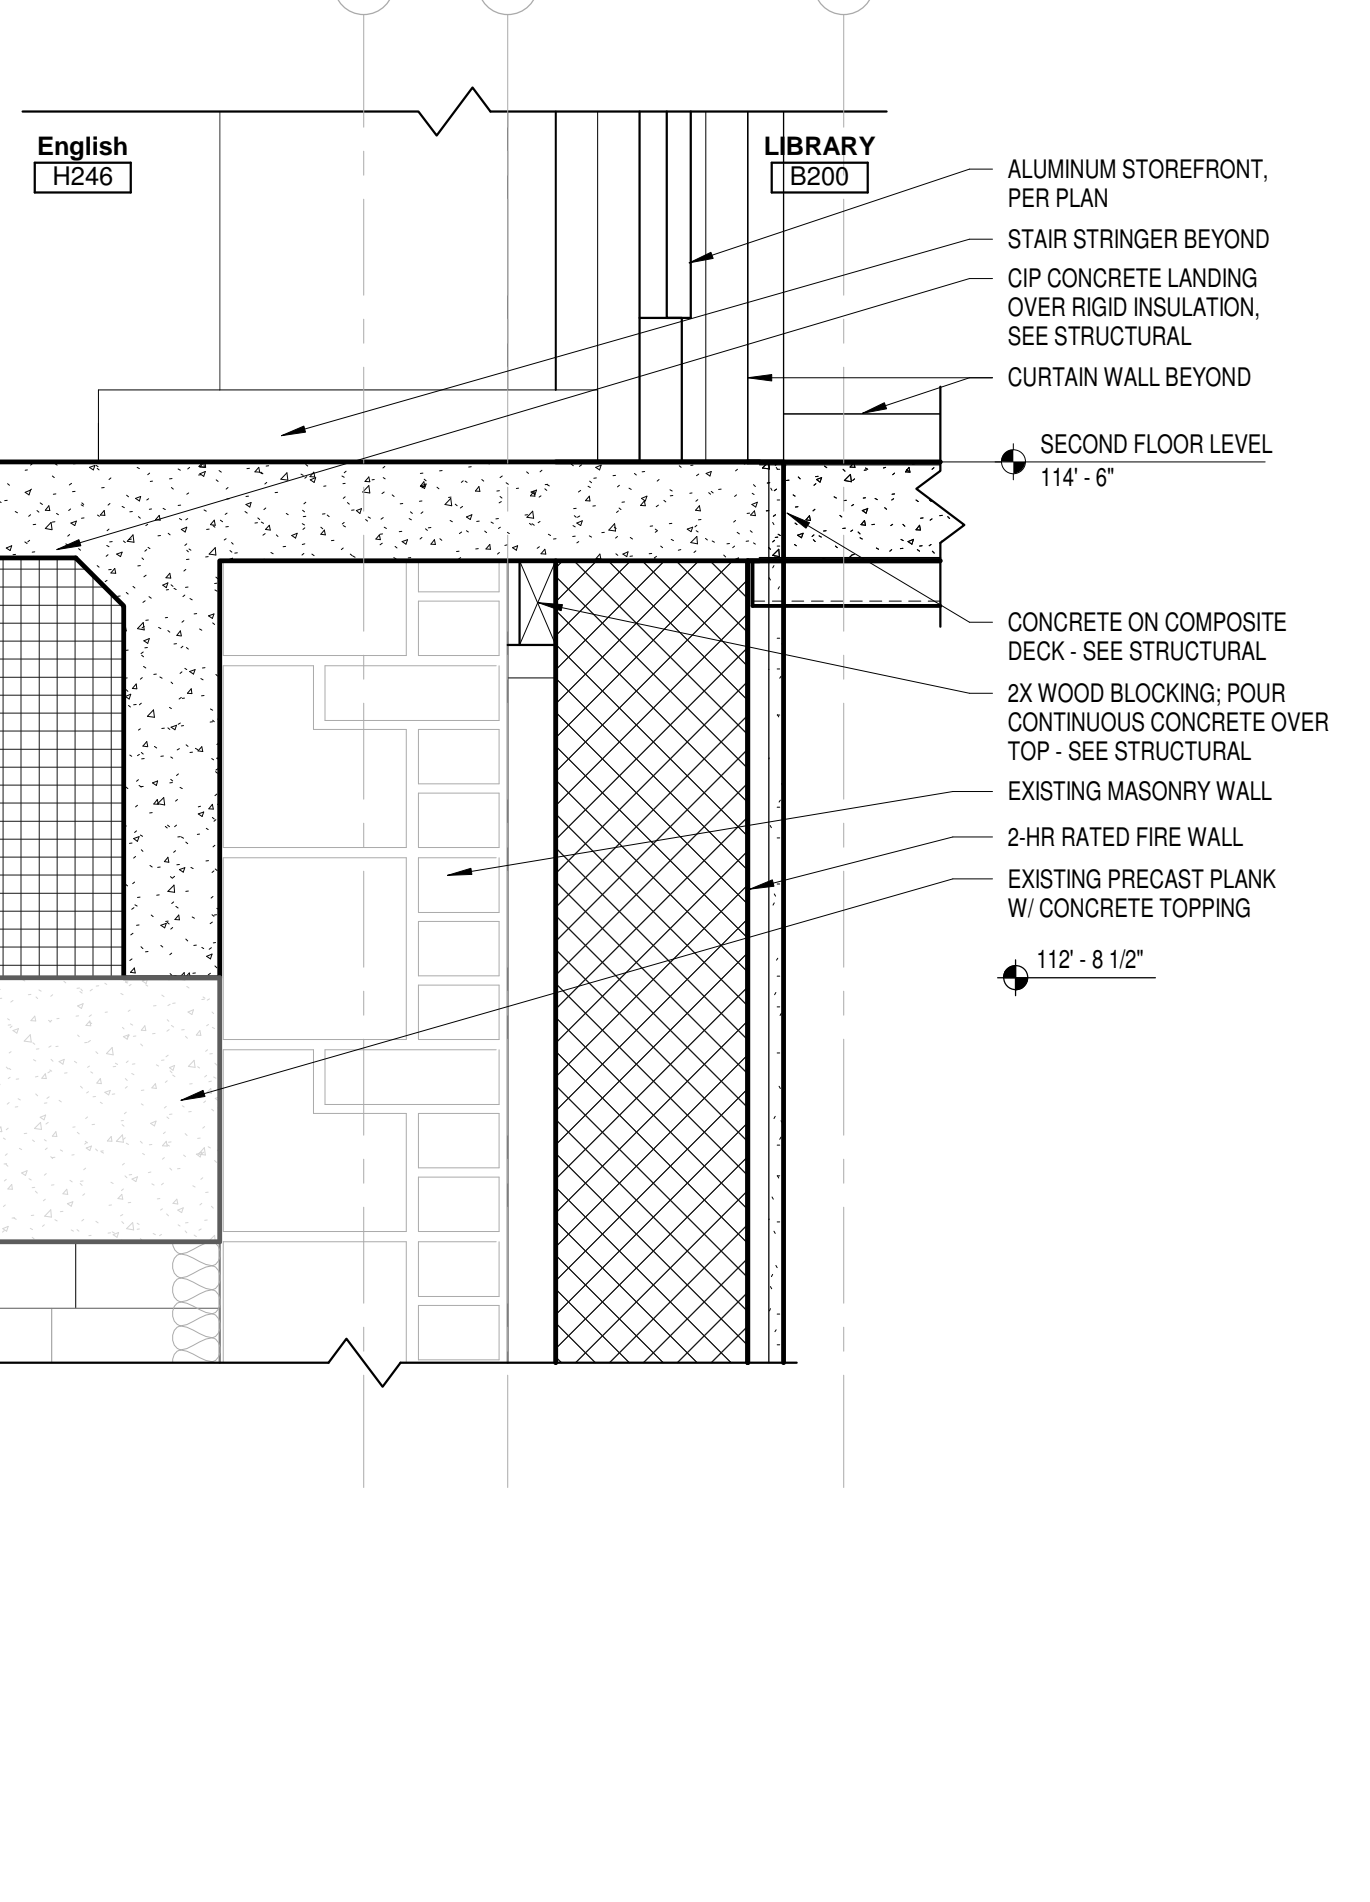 English
H246
LIBRARY
B200
ALUMINUM STOREFRONT,
PER PLAN
STAIR STRINGER BEYOND
CIP CONCRETE LANDING
OVER RIGID INSULATION,
SEE STRUCTURAL
CURTAIN WALL BEYOND
SECOND FLOOR LEVEL
114' - 6"
CONCRETE ON COMPOSITE
DECK - SEE STRUCTURAL
2X WOOD BLOCKING; POUR
CONTINUOUS CONCRETE OVER
TOP - SEE STRUCTURAL
EXISTING MASONRY WALL
2-HR RATED FIRE WALL
EXISTING PRECAST PLANK
W/ CONCRETE TOPPING
112' - 8 1/2"